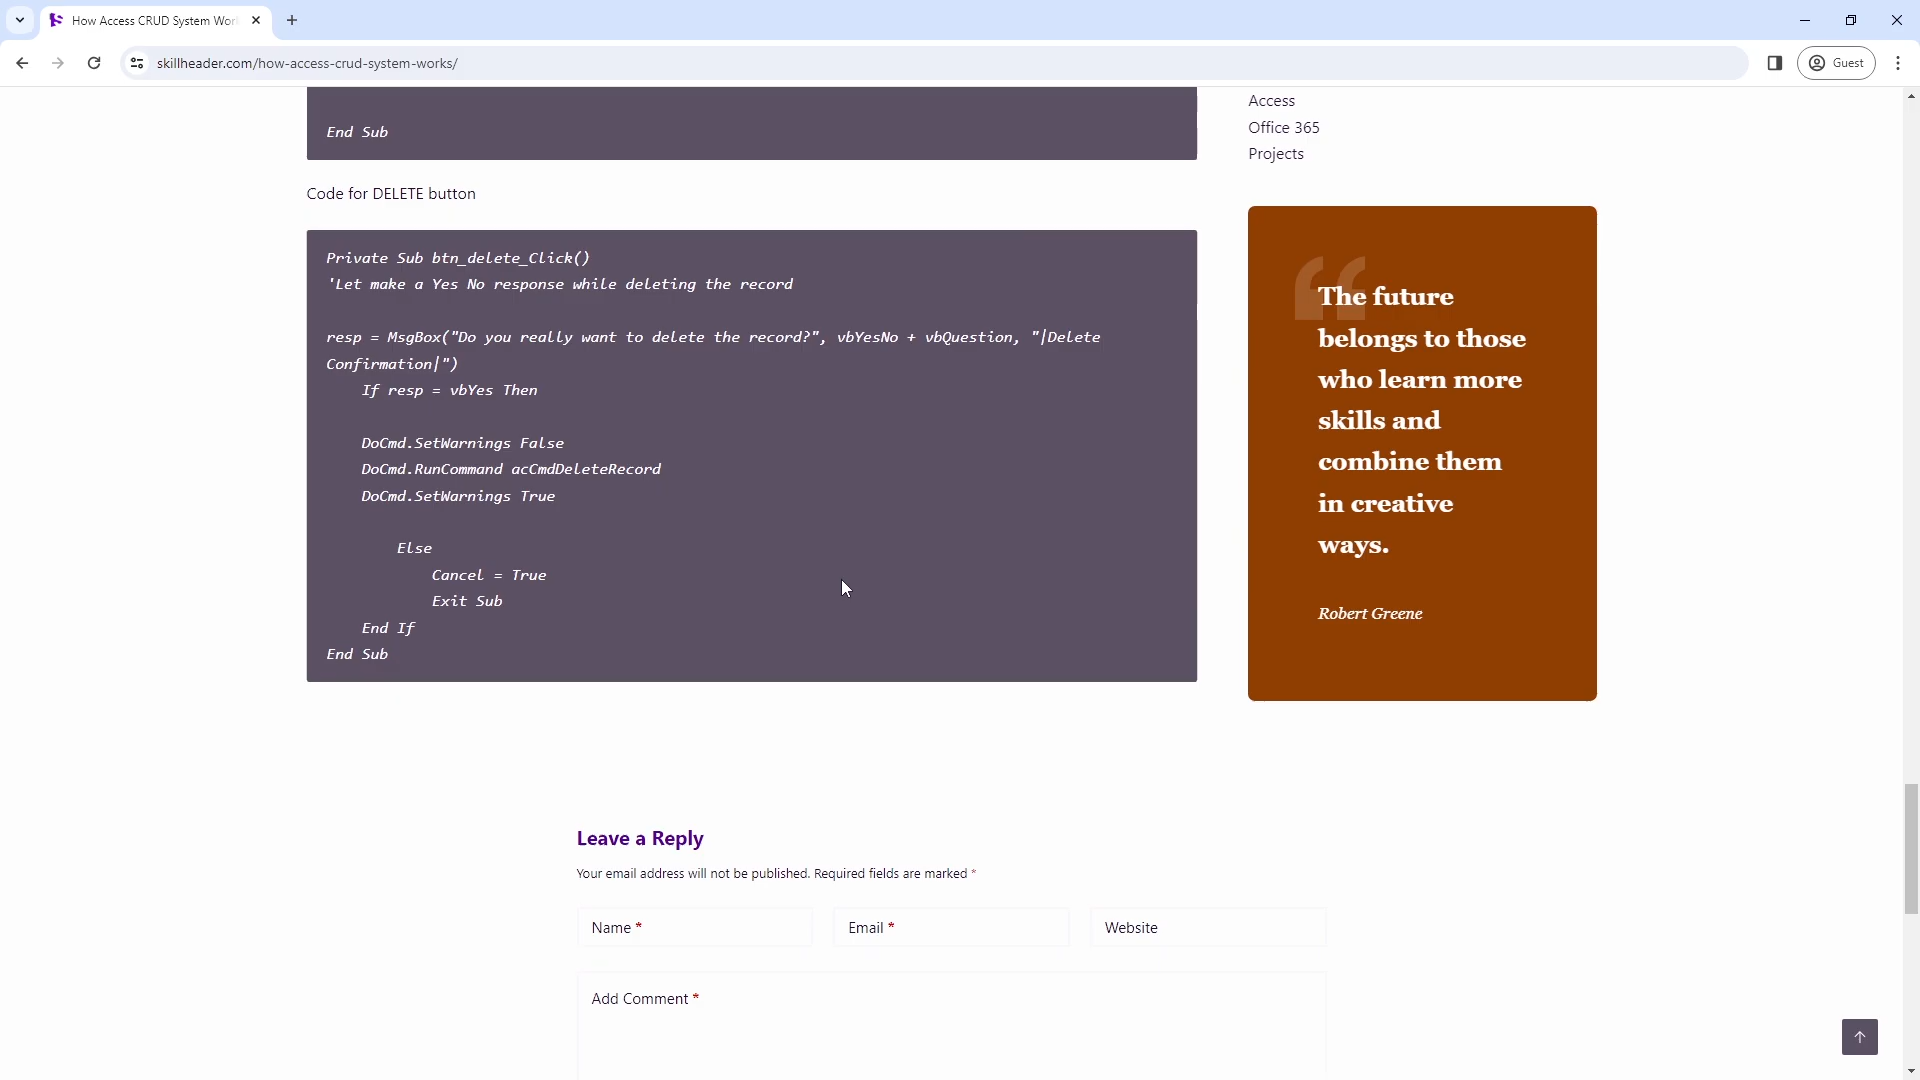 How Access CRUD System Wor
skillheader.com/how-access-crud-system-works/
Guest
End Sub
Code for DELETE button
Private Sub btn_delete_Click()
'Let make a Yes No response while deleting the record
resp = MsgBox("Do you really want to delete the record?", vbYesNo + vbQuestion, "|Delete
Confirmation|")
If resp = vbYes Then
DoCmd.SetWarnings False
DoCmd.RunCommand acCmdDeleteRecord
DoCmd.SetWarnings True
Else
Cancel = True
Exit Sub
End If
End Sub
Access
Office 365
Projects
“
The future
belongs to those
who learn more
skills and
combine them
in creative
ways.
Robert Greene
Leave a Reply
Your email address will not be published. Required fields are marked *
Name *
Email *
Website
Add Comment *